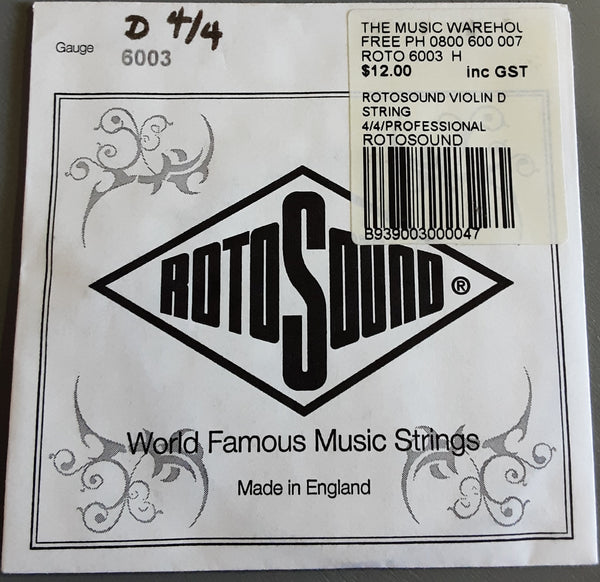 D 4/4
Gauge
6003
THE MUSIC WAREHOU
FREE PH 0800 600 007
ROTO 6003 H
$12.00 inc GST
ROTOSOUND VIOLIN D
STRING
4/4/PROFESSIONAL
ROTOSOUND
B939003000047
ROTOSOUND®
World Famous Music Strings
Made in England